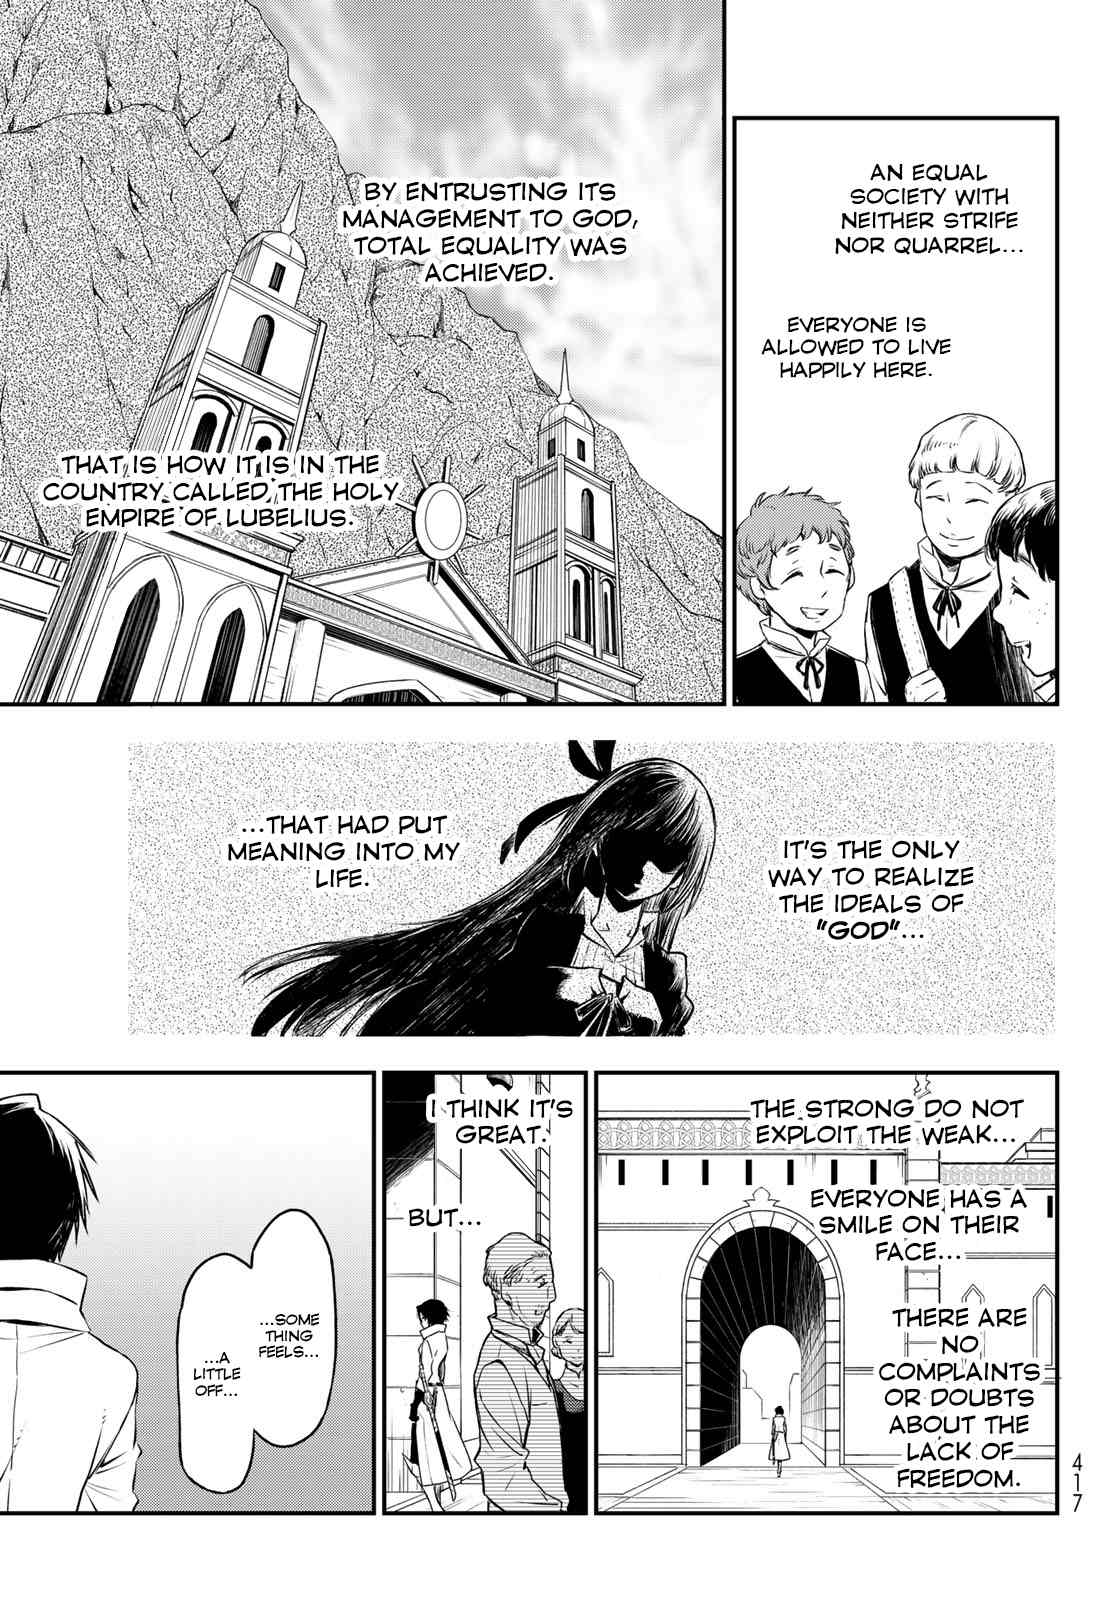 AN EQUAL
SOCIETY WITH
NEITHER STRIFE
NOR QUARREL...
EVERYONE IS
ALLOWED TO LIVE
HAPPILY HERE.
BY ENTRUSTING ITS
MANAGEMENT TO GOD,
TOTAL EQUALITY WAS
ACHIEVED.
THAT IS HOW IT IS IN THE
COUNTRY CALLED THE HOLY
EMPIRE OF LUBELIUS.
IT'S THE ONLY
WAY TO REALIZE
THE IDEALS OF
"GOD"...
...THAT HAD PUT
MEANING INTO MY
LIFE.
THE STRONG DO NOT
EXPLOIT THE WEAK...
EVERYONE HAS A
SMILE ON THEIR
FACE...
THERE ARE
NO
COMPLAINTS
OR DOUBTS
ABOUT THE
LACK OF
FREEDOM.
I THINK IT'S
GREAT.
BUT...
...SOME
THING
FEELS...
...A
LITTLE
OFF...
417